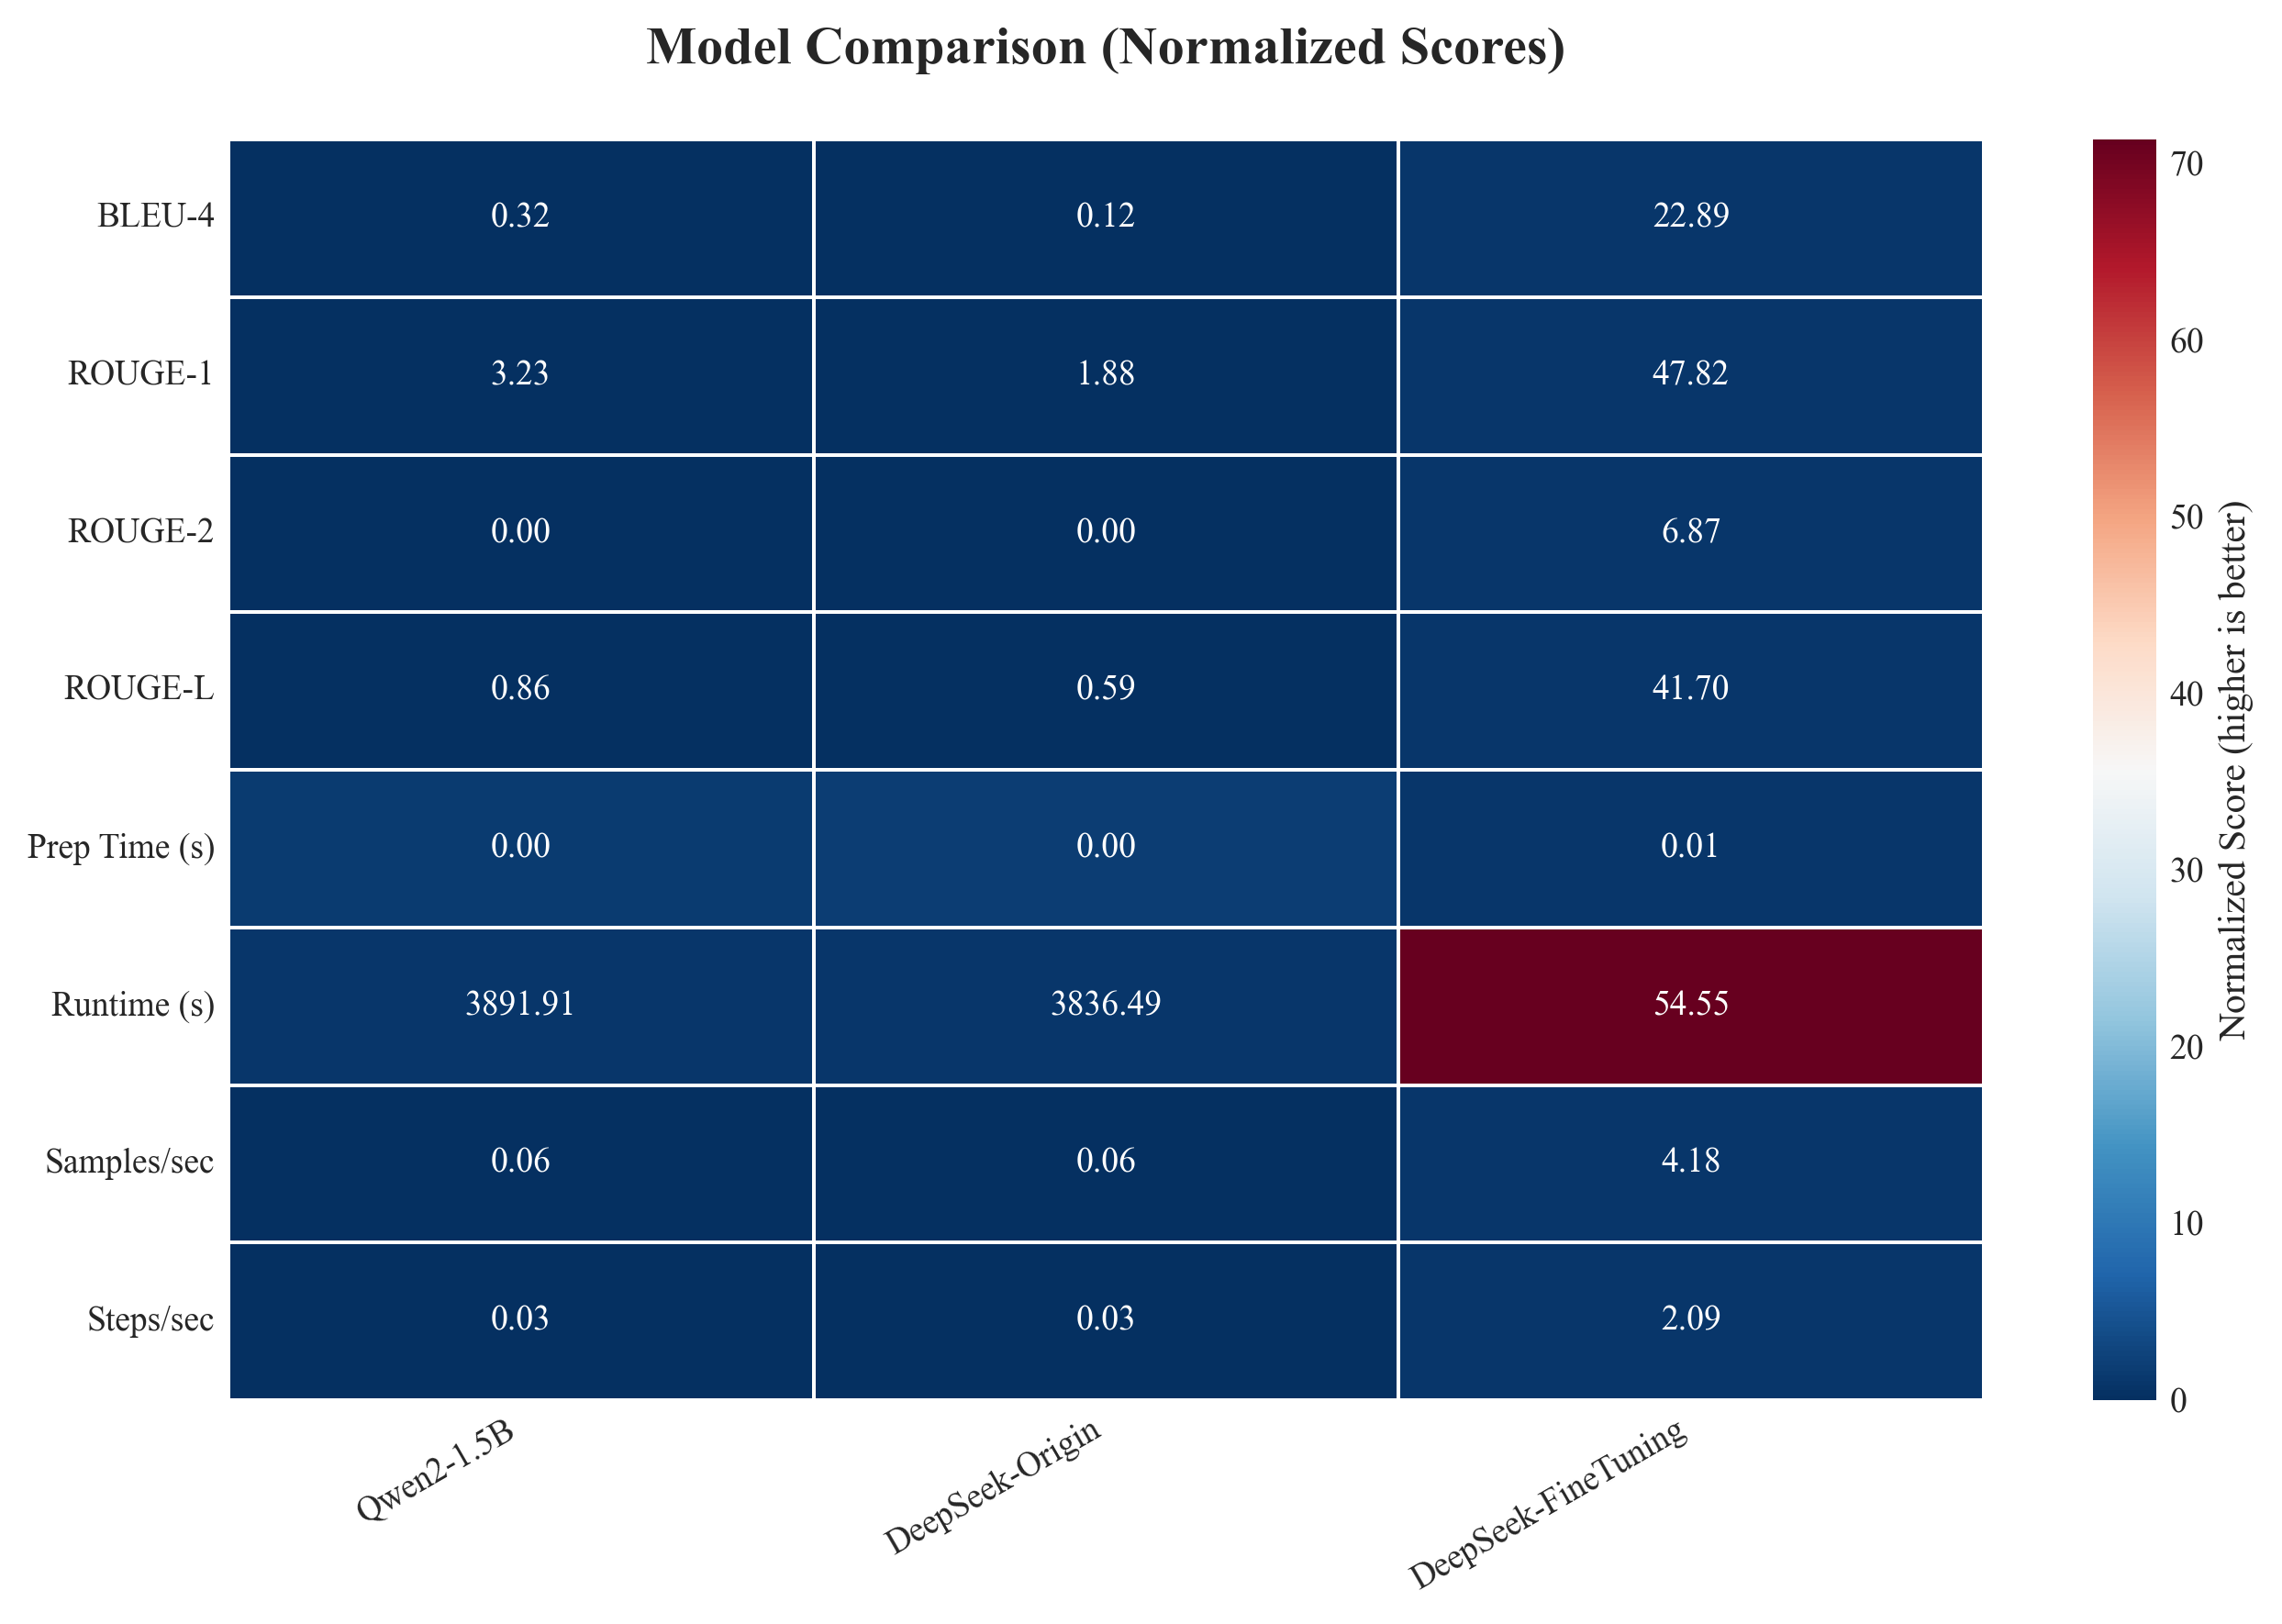 Model Comparison (Normalized Scores)
BLEU-4 0.32 0.12 22.89
ROUGE-1 3.23 1.88 47.82
ROUGE-2 0.00 0.00 6.87
ROUGE-L 0.86 0.59 41.70
Prep Time (s) 0.00 0.00 0.01
Runtime (s) 3891.91 3836.49 54.55
Samples/sec 0.06 0.06 4.18
Steps/sec 0.03 0.03 2.09
Qwen2-1.5B
DeepSeek-Origin
DeepSeek-FineTuning
70
60
50
40
30
20
10
0
Normalized Score (higher is better)